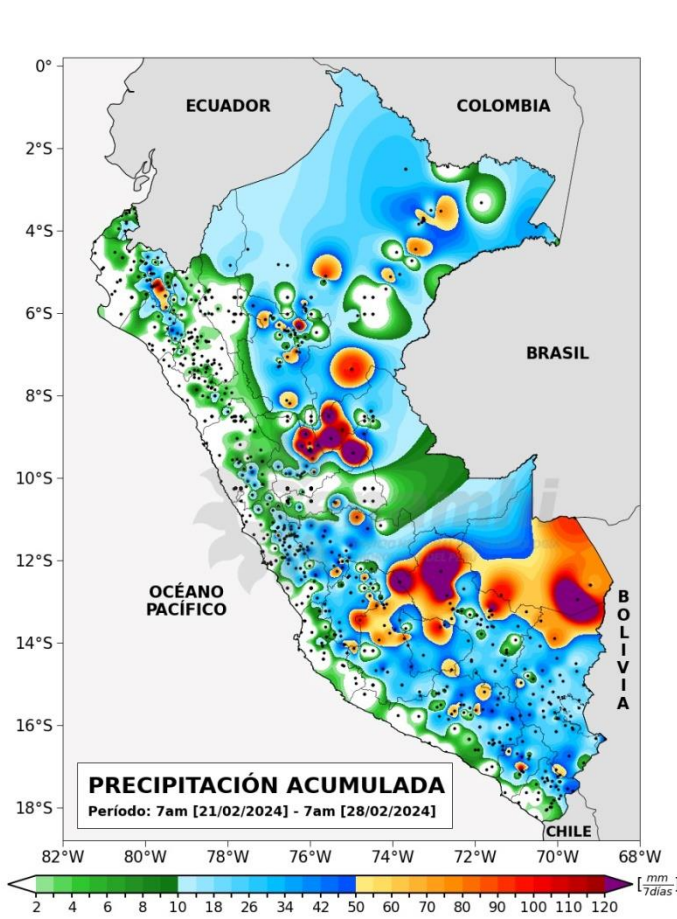 0°
ECUADOR
COLOMBIA
2°S
4°S
6°S
BRASIL
8°S
10°S
12°S
OCÉANO
PACÍFICO
B
O
L
I
V
I
A
14°S
16°S
PRECIPITACIÓN ACUMULADA
Período: 7am [21/02/2024] - 7am [28/02/2024]
18°S
CHILE
82°W 80°W 78°W 76°W 74°W 72°W 70°W 68°W
2 4 6 8 10 18 26 34 42 50 60 70 80 90 100 110 120
[mm/7días]